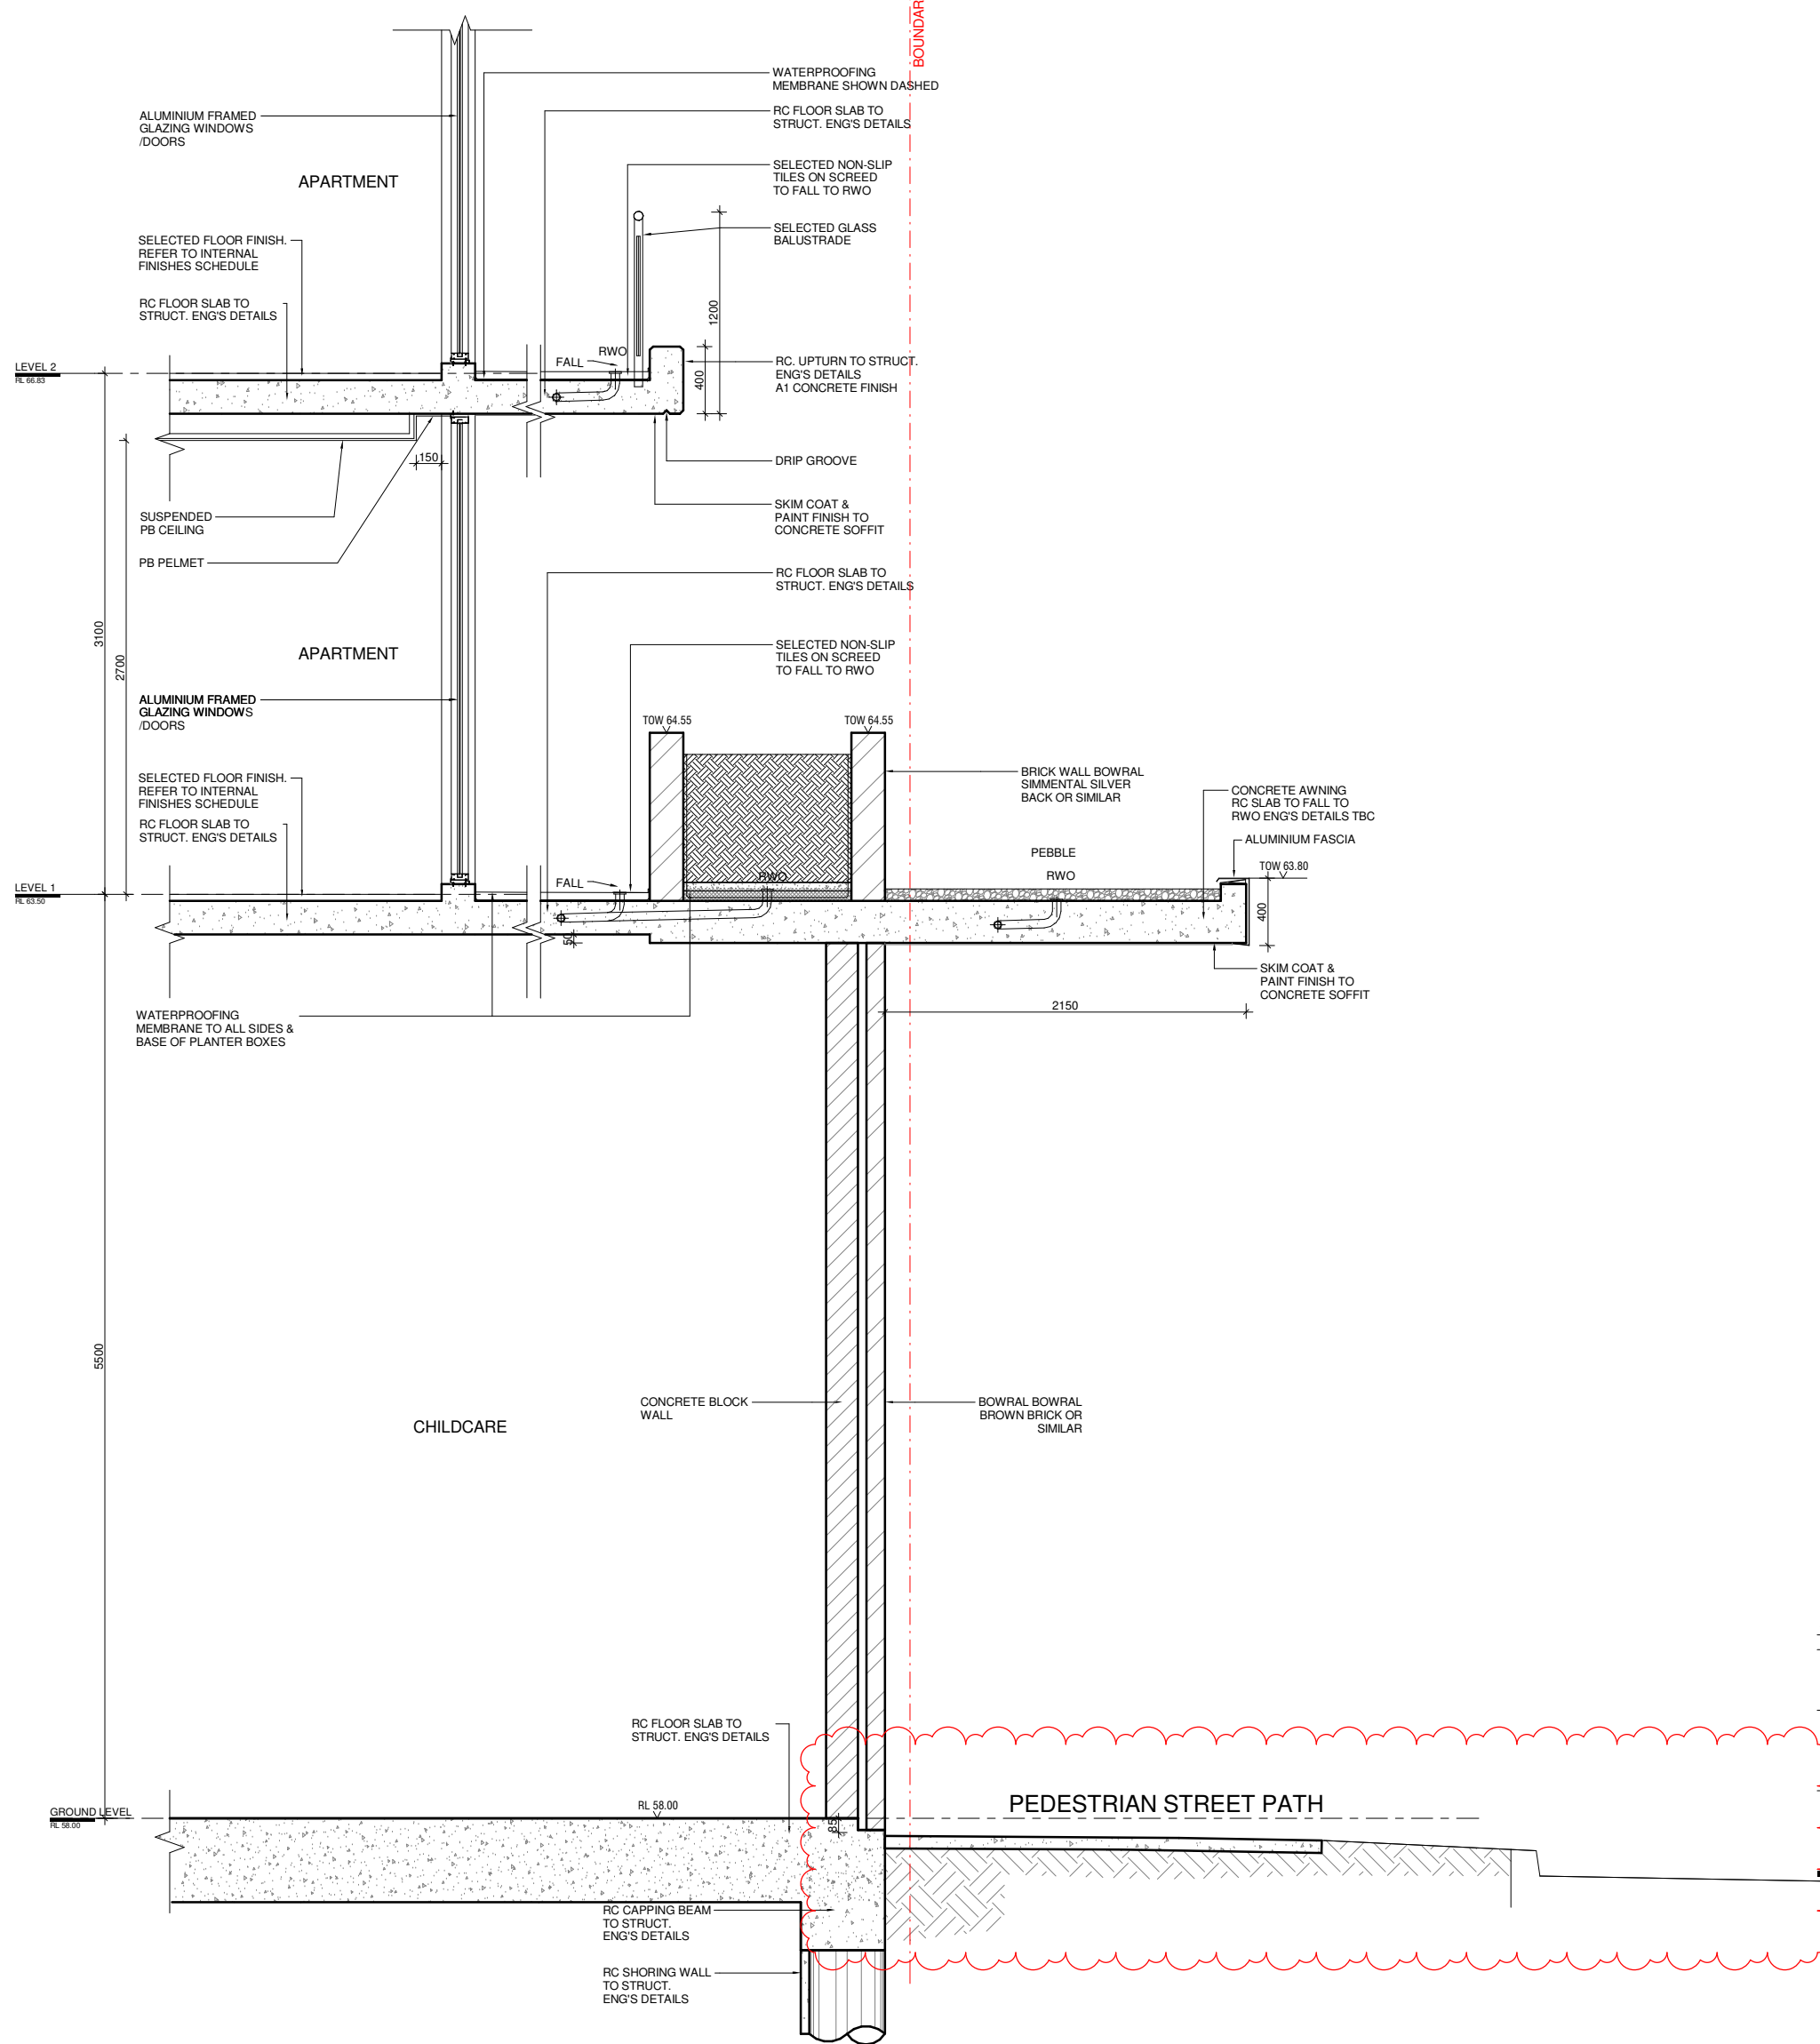 BOUNDAR
WATERPROOFING
MEMBRANE SHOWN DASHED
ALUMINIUM FRAMED
GLAZING WINDOWS
/DOORS
RC FLOOR SLAB TO
STRUCT. ENG'S DETAILS
APARTMENT
SELECTED NON-SLIP
TILES ON SCREED
TO FALL TO RWO
SELECTED GLASS
BALUSTRADE
SELECTED FLOOR FINISH.
REFER TO INTERNAL
FINISHES SCHEDULE
RC FLOOR SLAB TO
STRUCT. ENG'S DETAILS
1200
LEVEL 2
RL 66.83
FALL
RWO
400
RC. UPTURN TO STRUCT.
ENG'S DETAILS
A1 CONCRETE FINISH
150
DRIP GROOVE
SUSPENDED
PB CEILING
SKIM COAT &
PAINT FINISH TO
CONCRETE SOFFIT
PB PELMET
RC FLOOR SLAB TO
STRUCT. ENG'S DETAILS
3100
2700
APARTMENT
SELECTED NON-SLIP
TILES ON SCREED
TO FALL TO RWO
ALUMINIUM FRAMED
GLAZING WINDOWS
/DOORS
TOW 64.55
TOW 64.55
SELECTED FLOOR FINISH.
REFER TO INTERNAL
FINISHES SCHEDULE
BRICK WALL BOWRAL
SIMMENTAL SILVER
BACK OR SIMILAR
CONCRETE AWNING
RC SLAB TO FALL TO
RWO ENG'S DETAILS TBC
RC FLOOR SLAB TO
STRUCT. ENG'S DETAILS
ALUMINIUM FASCIA
PEBBLE
RWO
TOW 63.80
LEVEL 1
RL 63.50
FALL
RWO
400
50
SKIM COAT &
PAINT FINISH TO
CONCRETE SOFFIT
2150
WATERPROOFING
MEMBRANE TO ALL SIDES &
BASE OF PLANTER BOXES
5500
CONCRETE BLOCK
WALL
BOWRAL BOWRAL
BROWN BRICK OR
SIMILAR
CHILDCARE
RC FLOOR SLAB TO
STRUCT. ENG'S DETAILS
PEDESTRIAN STREET PATH
GROUND LEVEL
RL 58.00
RL 58.00
85
RC CAPPING BEAM
TO STRUCT.
ENG'S DETAILS
RC SHORING WALL
TO STRUCT.
ENG'S DETAILS